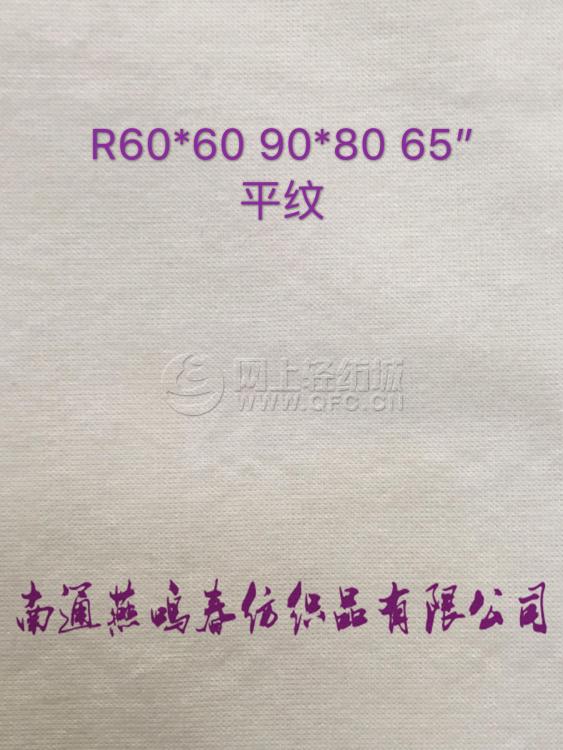 R60*60 90*80 65″
平纹
网上轻纺城
WWW.QFC.CN
南通燕鸣春纺织品有限公司